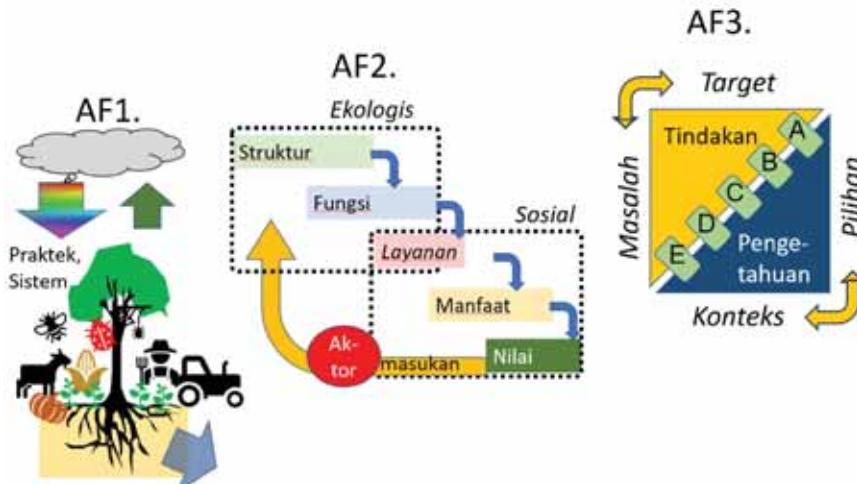 AF1.
Praktek,
Sistem
AF2.
Ekologis
Struktur
Fungsi
Sosial
Layanan
Manfaat
Nilai
masukan
Ak-
tor
AF3.
Target
Masalah
Tindakan
A
B
C
D
E
Penge-
tahuan
Pilihan
Konteks